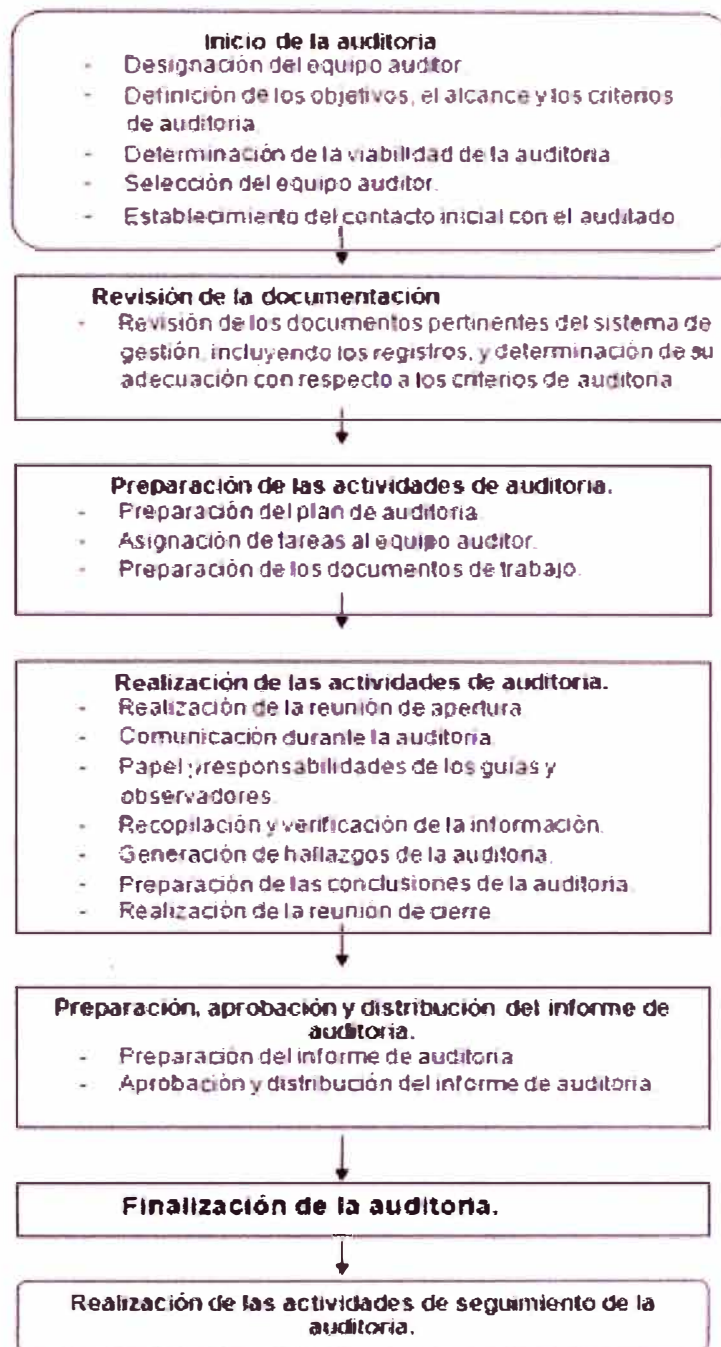 Inicio de la auditoria
- Designación del equipo auditor.
- Definición de los objetivos, el alcance y los criterios
de auditoria.
- Determinación de la viabilidad de la auditoria
- Selección del equipo auditor.
- Establecimiento del contacto inicial con el auditado
Revisión de la documentación
- Revisión de los documentos pertinentes del sistema de
gestión, incluyendo los registros, y determinación de su
adecuación con respecto a los criterios de auditoria
Preparación de las actividades de auditoria.
- Preparación del plan de auditoria
- Asignación de tareas al equipo auditor.
- Preparación de los documentos de trabajo.
Realización de las actividades de auditoria.
- Realización de la reunión de apertura
- Comunicación durante la auditoria
- Papel y responsabilidades de los guías y
observadores.
- Recopilación y verificación de la información.
- Generación de hallazgos de la auditoria.
- Preparación de las conclusiones de la auditoria.
- Realización de la reunión de cierre
Preparación, aprobación y distribución del informe de
auditoria.
- Preparación del informe de auditoria
- Aprobación y distribución del informe de auditoria
Finalización de la auditoria.
Realización de las actividades de seguimiento de la
auditoria.